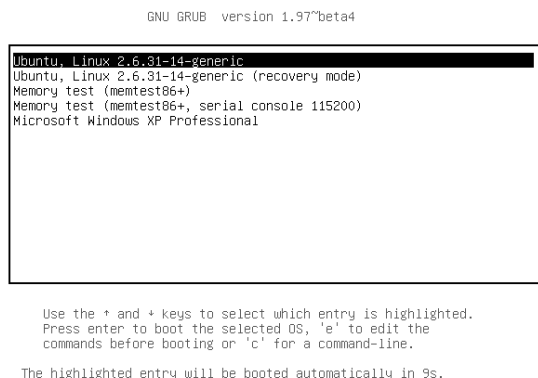 GNU GRUB  version 1.97~beta4
Ubuntu, Linux 2.6.31-14-generic
Ubuntu, Linux 2.6.31-14-generic (recovery mode)
Memory test (memtest86+)
Memory test (memtest86+, serial console 115200)
Microsoft Windows XP Professional
Use the ↑ and ↓ keys to select which entry is highlighted.
Press enter to boot the selected OS, 'e' to edit the
commands before booting or 'c' for a command-line.
The highlighted entry will be booted automatically in 9s.